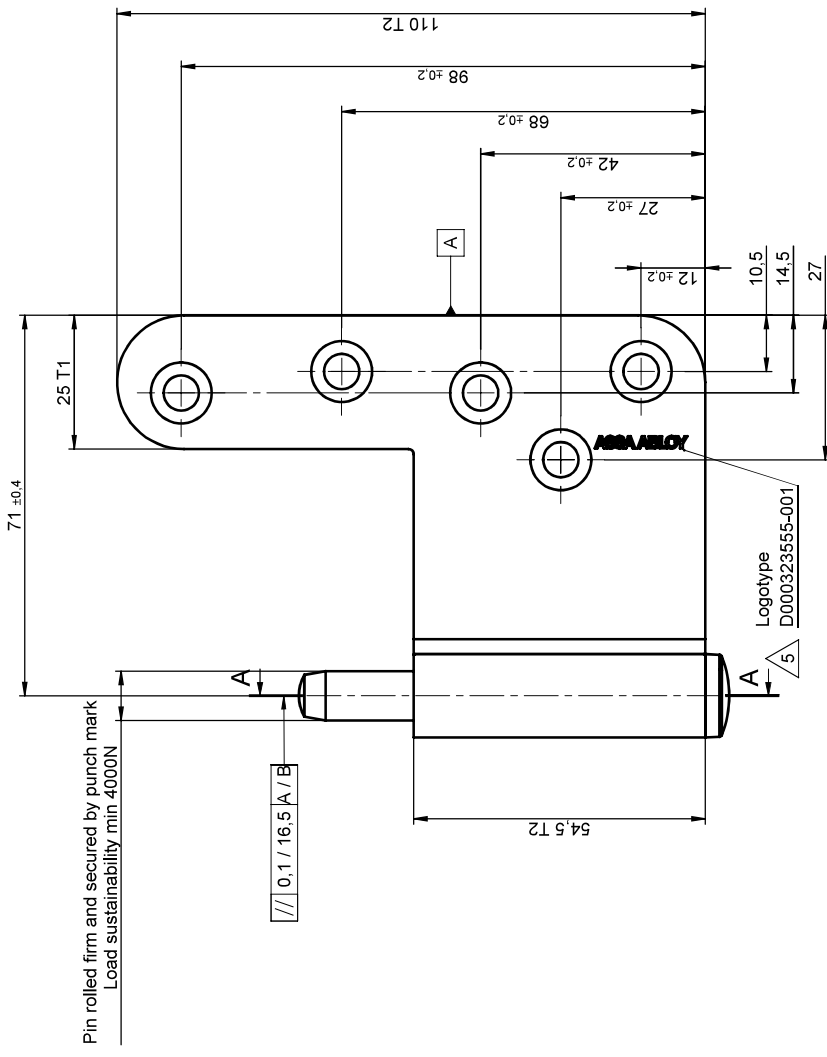 110 T2
98 ±0,2
68 ±0,2
42 ±0,2
27 ±0,2
12 ±0,2
A
10,5
14,5
27
25 T1
71 ±0,4
ASSA ABLOY
Logotype
D000323555-001
5
A
A
54,5 T2
// 0,1 / 16,5 A / B
Pin rolled firm and secured by punch mark
Load sustainability min 4000N